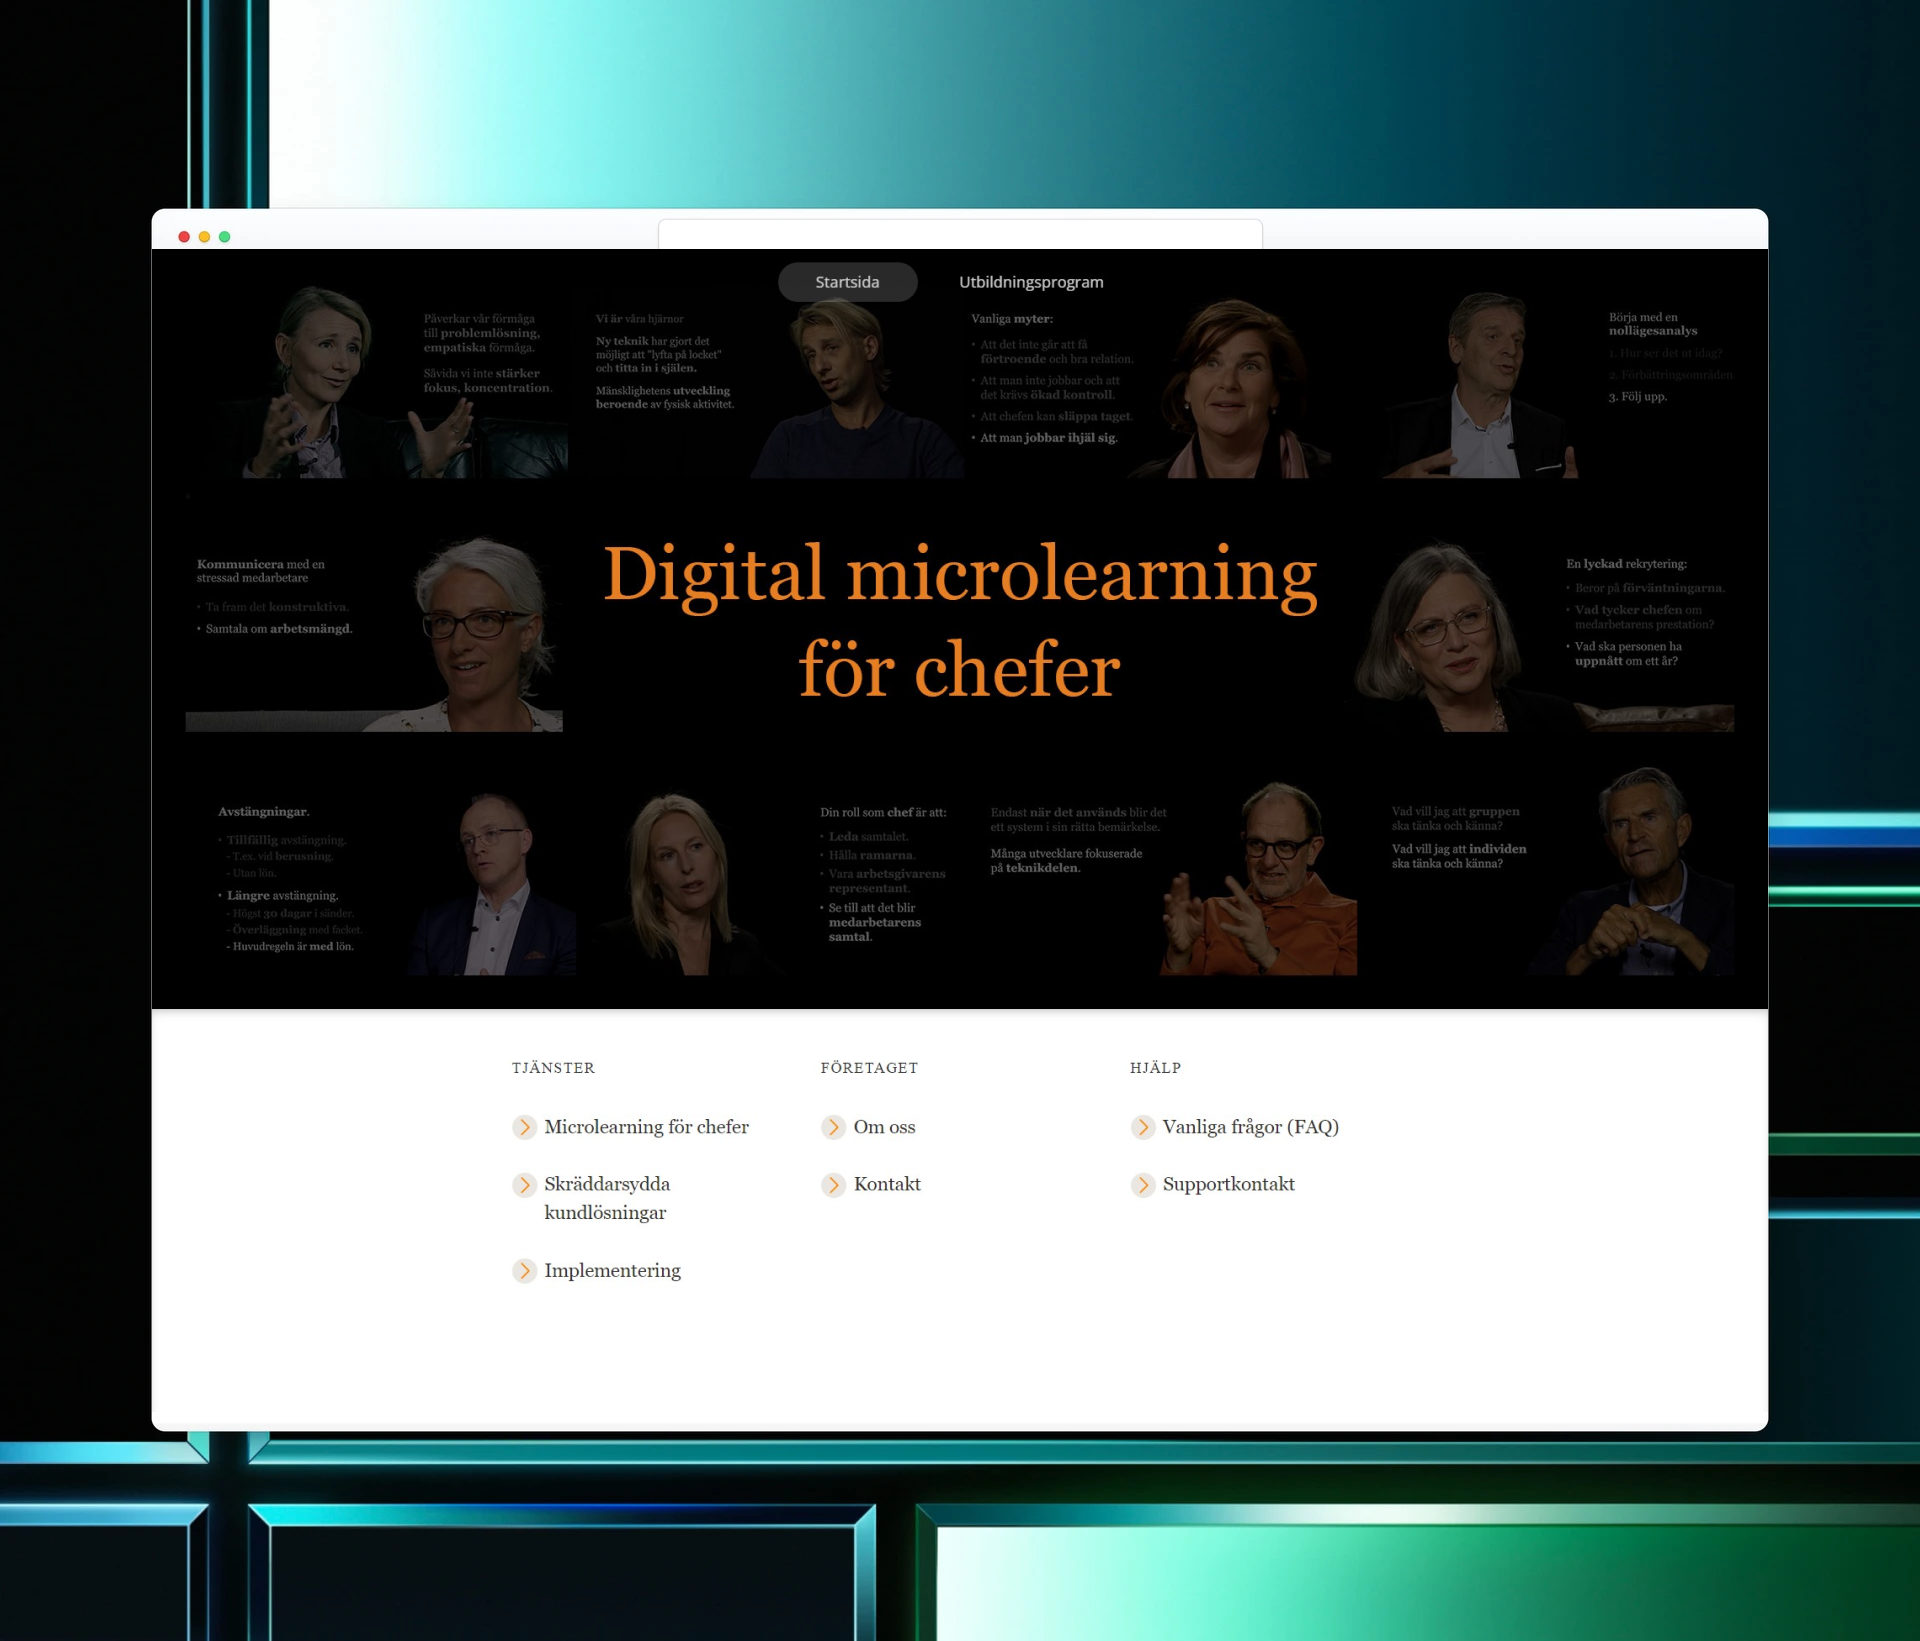 Startsida
Utbildningsprogram
Påverkar vår förmåga
till problemlösning,
empatiska förmåga.
Såvida vi inte stärker
fokus, koncentration.
Vi är våra hjärnor
Ny teknik har gjort det
möjligt att "lyfta på locket"
och titta in i själen.
Mänsklighetens utveckling
beroende av fysisk aktivitet.
Vanliga myter:
• Att det inte går att få
förtroende och bra relation.
• Att man inte jobbar och att
det krävs ökad kontroll.
• Att chefen kan släppa taget.
• Att man jobbar ihjäl sig.
Börja med en
nollägesanalys
1. Hur ser det ut idag?
2. Förbättringsområden
3. Följ upp.
Kommunicera med en
stressad medarbetare
• Ta fram det konstruktiva.
• Samtala om arbetsmängd.
Digital microlearning
för chefer
En lyckad rekrytering:
• Beror på förväntningarna.
• Vad tycker chefen om
medarbetarens prestation?
• Vad ska personen ha
uppnått om ett år?
Avstängningar.
• Tillfällig avstängning.
- T.ex. vid berusning.
- Utan lön.
• Längre avstängning.
- Högst 30 dagar i sänder.
- Överläggning med facket.
- Huvudregeln är med lön.
Din roll som chef är att:
• Leda samtalet.
• Hålla ramarna.
• Vara arbetsgivarens
representant.
• Se till att det blir
medarbetarens
samtal.
Endast när det används blir det
ett system i sin rätta bemärkelse.
Många utvecklare fokuserade
på teknikdelen.
Vad vill jag att gruppen
ska tänka och känna?
Vad vill jag att individen
ska tänka och känna?
TJÄNSTER
Microlearning för chefer
Skräddarsydda
kundlösningar
Implementering
FÖRETAGET
Om oss
Kontakt
HJÄLP
Vanliga frågor (FAQ)
Supportkontakt